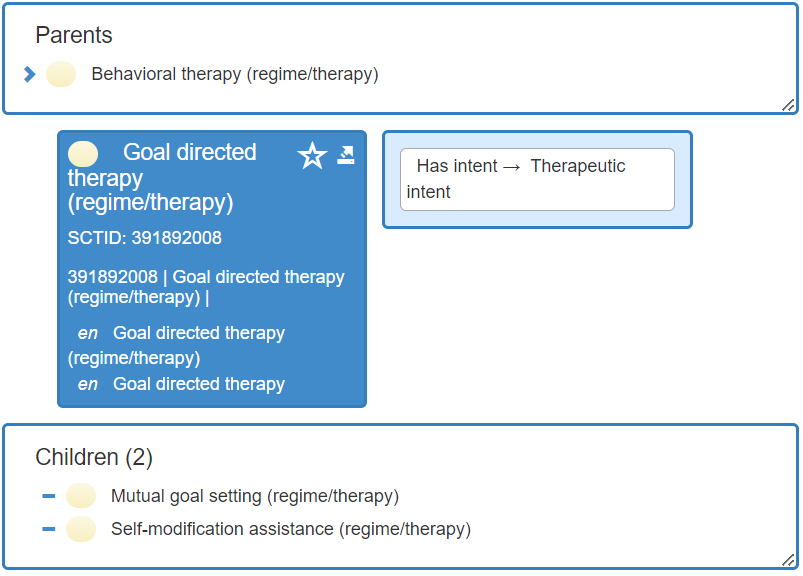 Parents
Behavioral therapy (regime/therapy)
Goal directed
therapy
(regime/therapy)
SCTID: 391892008
391892008 | Goal directed therapy
(regime/therapy) |
en Goal directed therapy
(regime/therapy)
en Goal directed therapy
Has intent → Therapeutic
intent
Children (2)
Mutual goal setting (regime/therapy)
Self-modification assistance (regime/therapy)